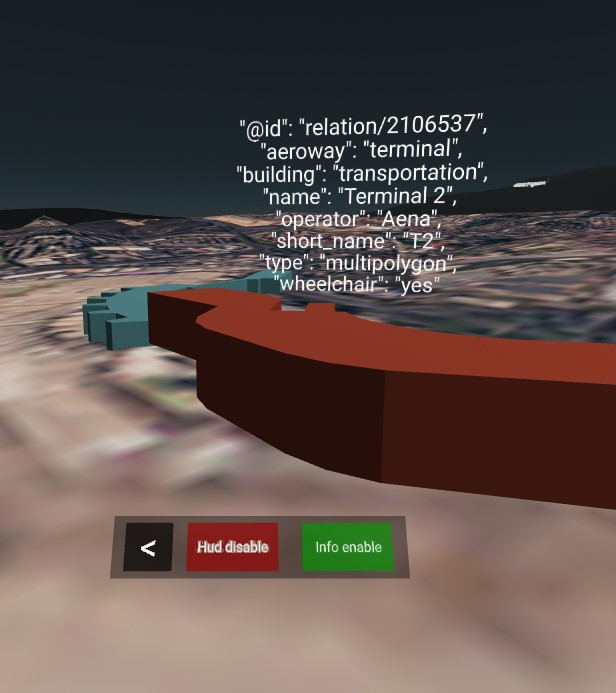 "@id": "relation/2106537",
"aeroway": "terminal",
"building": "transportation",
"name": "Terminal 2",
"operator": "Aena",
"short_name": "T2",
"type": "multipolygon",
"wheelchair": "yes"
< Hud disable Info enable